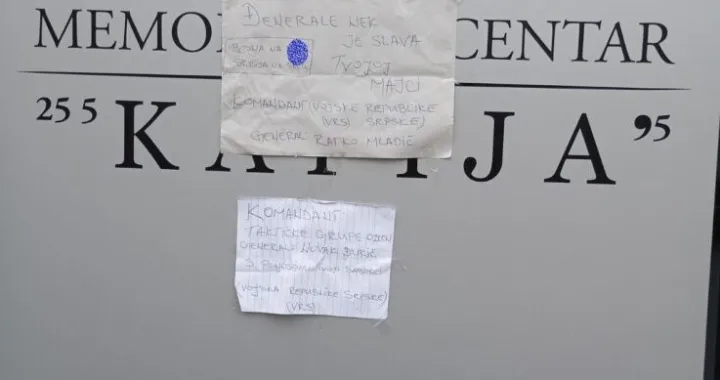 ĐENERALE NEK
MEMO CENTAR
JE SLAVA
TVOJOJ
MAJCI
KOMANDANT (VOJSKE REPUBLIKE
(VRS) SRPSKE)
GENERAL RATKO MLADIĆ
25 5 KAPIJA '95
KOMANDANT
TAKTIČKE GRUPE OZREN
GENERAL NOVAK ĐUKIĆ
(VOJSKA REPUBLIKE SRPSKE)
(VRS)